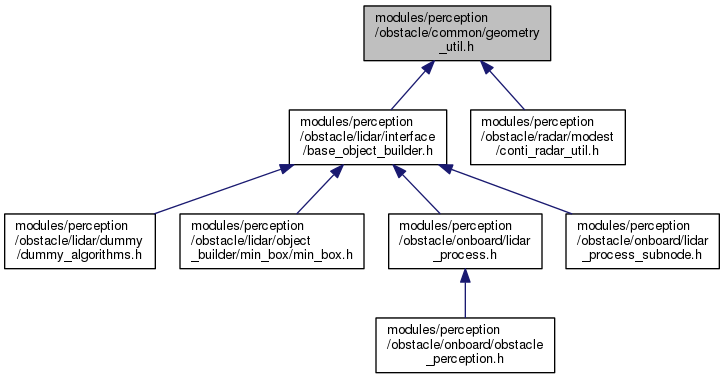 modules/perception
/obstacle/common/geometry
_util.h
modules/perception
/obstacle/lidar/interface
/base_object_builder.h
modules/perception
/obstacle/radar/modest
/conti_radar_util.h
modules/perception
/obstacle/lidar/dummy
/dummy_algorithms.h
modules/perception
/obstacle/lidar/object
_builder/min_box/min_box.h
modules/perception
/obstacle/onboard/lidar
_process.h
modules/perception
/obstacle/onboard/lidar
_process_subnode.h
modules/perception
/obstacle/onboard/obstacle
_perception.h